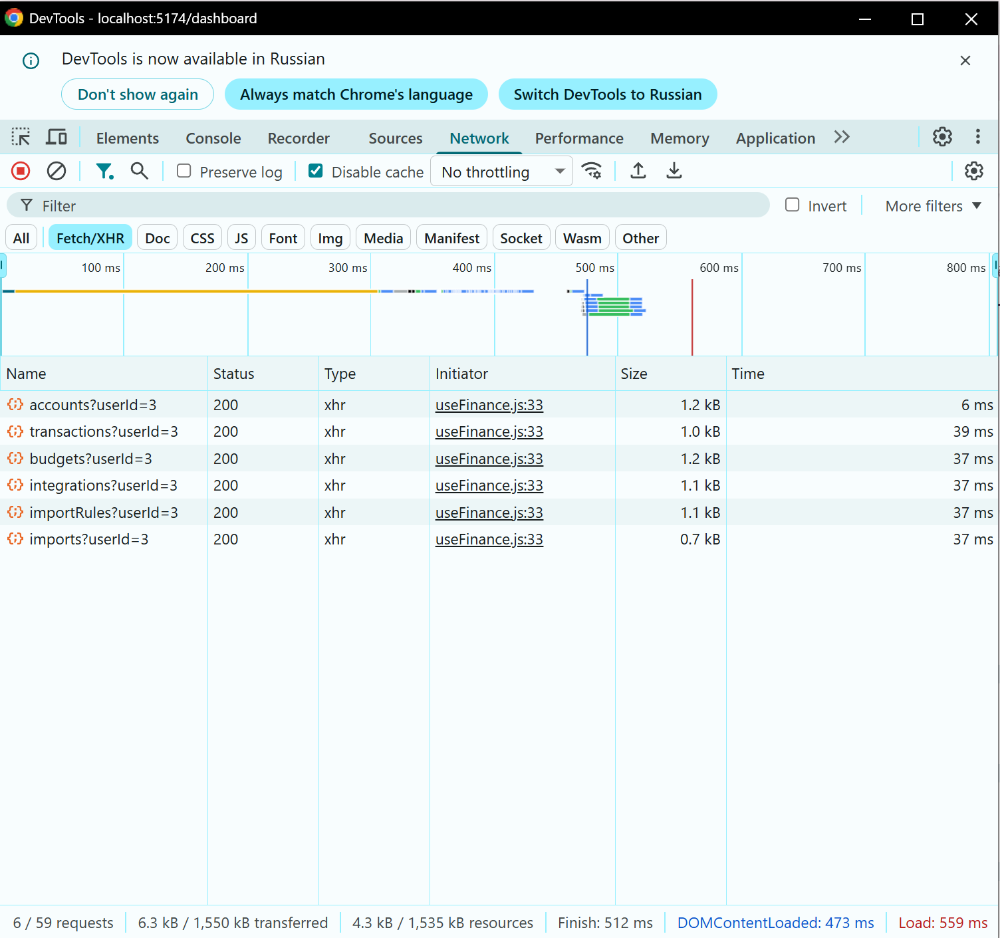 DevTools - localhost:5174/dashboard
DevTools is now available in Russian
Don't show again Always match Chrome's language Switch DevTools to Russian
Elements Console Recorder Sources Network Performance Memory Application
Preserve log Disable cache No throttling
Filter Invert More filters
All Fetch/XHR Doc CSS JS Font Img Media Manifest Socket Wasm Other
100 ms 200 ms 300 ms 400 ms 500 ms 600 ms 700 ms 800 ms
Name Status Type Initiator Size Time
accounts?userId=3 200 xhr useFinance.js:33 1.2 kB 6 ms
transactions?userId=3 200 xhr useFinance.js:33 1.0 kB 39 ms
budgets?userId=3 200 xhr useFinance.js:33 1.2 kB 37 ms
integrations?userId=3 200 xhr useFinance.js:33 1.1 kB 37 ms
importRules?userId=3 200 xhr useFinance.js:33 1.1 kB 37 ms
imports?userId=3 200 xhr useFinance.js:33 0.7 kB 37 ms
6 / 59 requests 6.3 kB / 1,550 kB transferred 4.3 kB / 1,535 kB resources Finish: 512 ms DOMContentLoaded: 473 ms Load: 559 ms